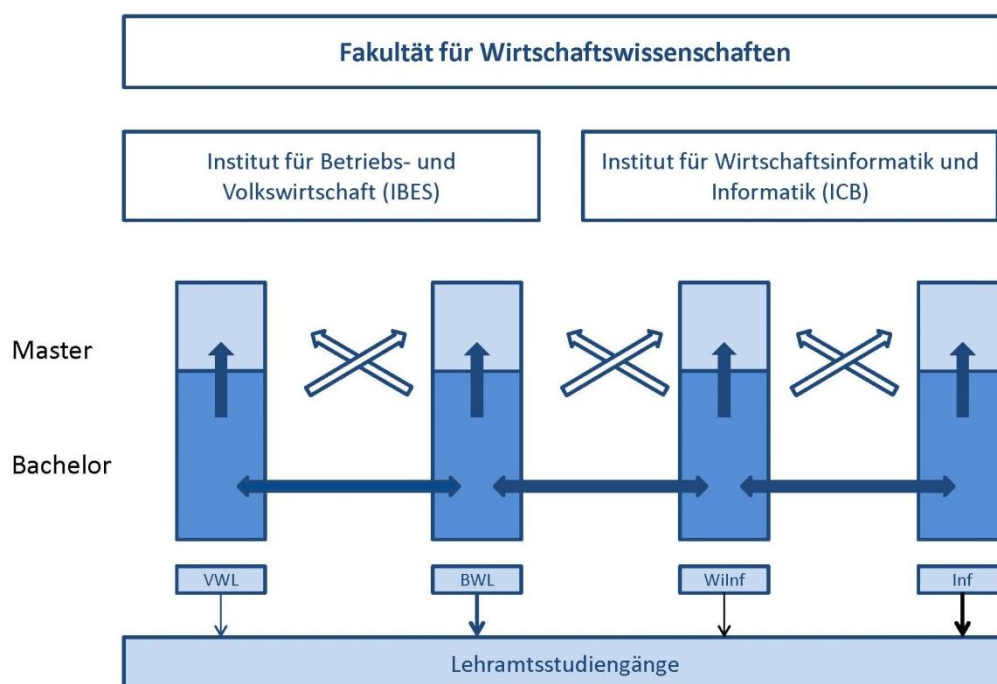 Fakultät für Wirtschaftswissenschaften
Institut für Betriebs- und
Volkswirtschaft (IBES)
Institut für Wirtschaftsinformatik und
Informatik (ICB)
Master
Bachelor
VWL
BWL
WiInf
Inf
Lehramtsstudiengänge